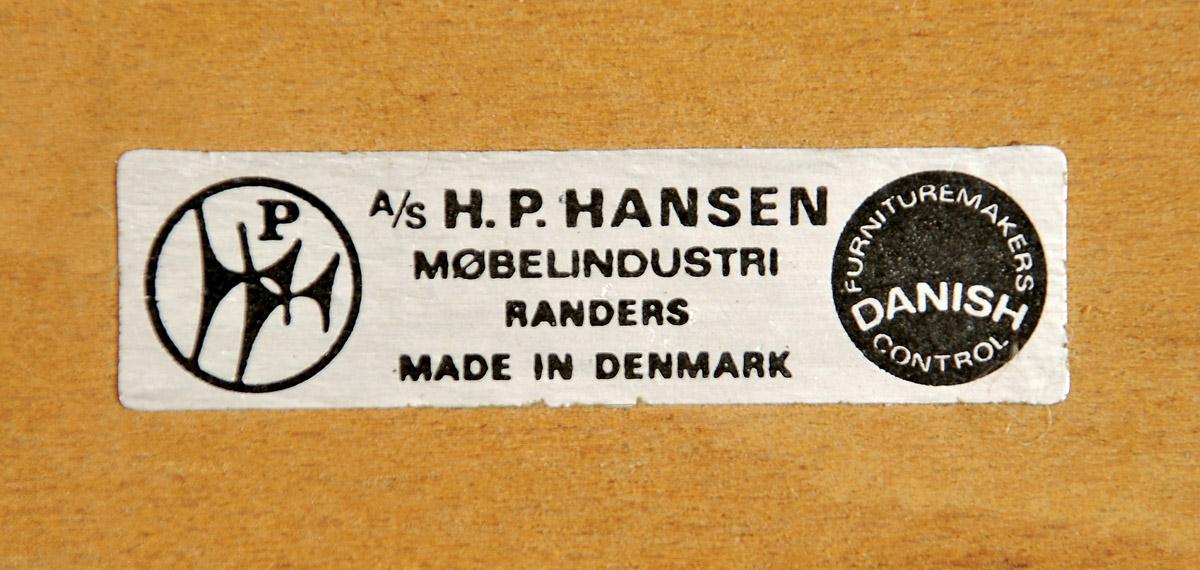 P
A/S H. P. HANSEN
MØBELINDUSTRI
RANDERS
MADE IN DENMARK
FURNITUREMAKERS
DANISH
CONTROL